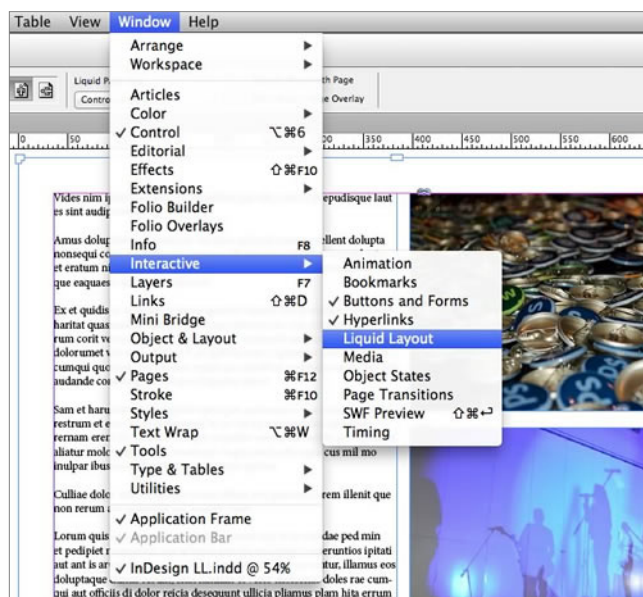 Table View Window Help
Liquid
Contro
th Page
e Overlay
0 50 350 400 450 500 550 600
Arrange
Workspace
Articles
Color
✓ Control ⌥⌘6
Editorial
Effects ⇧⌘F10
Extensions
Folio Builder
Folio Overlays
Info F8
Interactive
Layers F7
Links ⇧⌘D
Mini Bridge
Object & Layout
Output
✓ Pages ⌘F12
Stroke ⌘F10
Styles
Text Wrap ⌥⌘W
✓ Tools
Type & Tables
Utilities
✓ Application Frame
✓ Application Bar
✓ InDesign LL.indd @ 54%
Animation
Bookmarks
✓ Buttons and Forms
✓ Hyperlinks
Liquid Layout
Media
Object States
Page Transitions
SWF Preview ⇧⌘↩
Timing
Vides nim epudisque laut
es sint audip
Amus dolup ellent dolupta
nonsequi co
et eratum ni
que eaquaes
Ex et quidis
haritat quas
rum corit ve
dolorumet v
cumqui quo
audande con
Sam et haru
restrum et e
rernam eren
aliatur molo cus mil mo
inulpar ibus
Culliae dolo rem illenit que
non rerum a
Lorum quis dae ped min
et pedipiet r eruntios ipitati
aut ant is ar tur, illamus eos
doluptaque doles rae cum-
qui aut officiis di dolor reicia desequunt ullicia pliamus plam hita errum